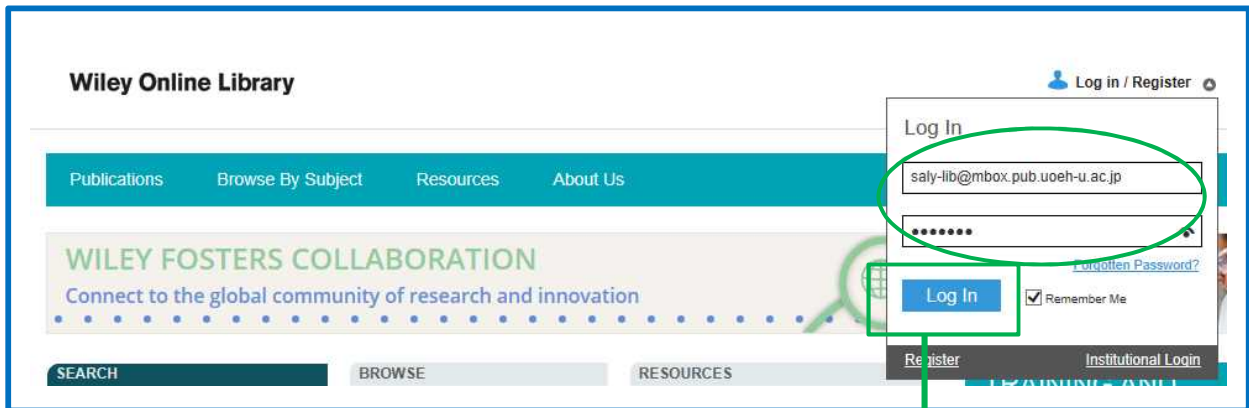 Wiley Online Library
Log in / Register
Log In
saly-lib@mbox.pub.uoeh-u.ac.jp
•••••••
Forgotten Password?
Log In
Remember Me
Register Institutional Login
Publications Browse By Subject Resources About Us
WILEY FOSTERS COLLABORATION
Connect to the global community of research and innovation
SEARCH BROWSE RESOURCES
TRAINING AND